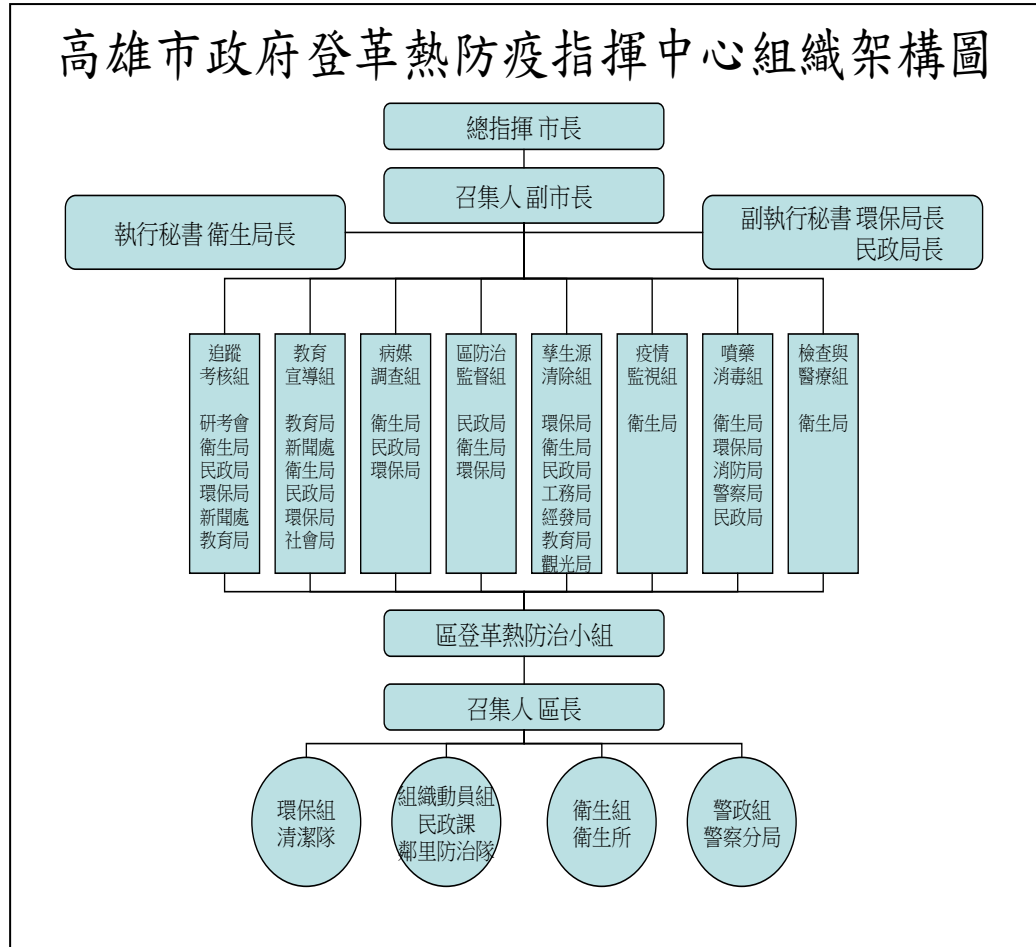 高雄市政府登革熱防疫指揮中心組織架構圖
總指揮 市長
召集人 副市長
執行秘書 衛生局長
副執行秘書 環保局長
民政局長
追蹤
考核組
研考會
衛生局
民政局
環保局
新聞處
教育局
教育
宣導組
教育局
新聞處
衛生局
民政局
環保局
社會局
病媒
調查組
衛生局
民政局
環保局
區防治
監督組
民政局
衛生局
環保局
孳生源
清除組
環保局
衛生局
民政局
工務局
經發局
教育局
觀光局
疫情
監視組
衛生局
噴藥
消毒組
衛生局
環保局
消防局
警察局
民政局
檢查與
醫療組
衛生局
區登革熱防治小組
召集人 區長
環保組
清潔隊
組織動員組
民政課
鄰里防治隊
衛生組
衛生所
警政組
警察分局